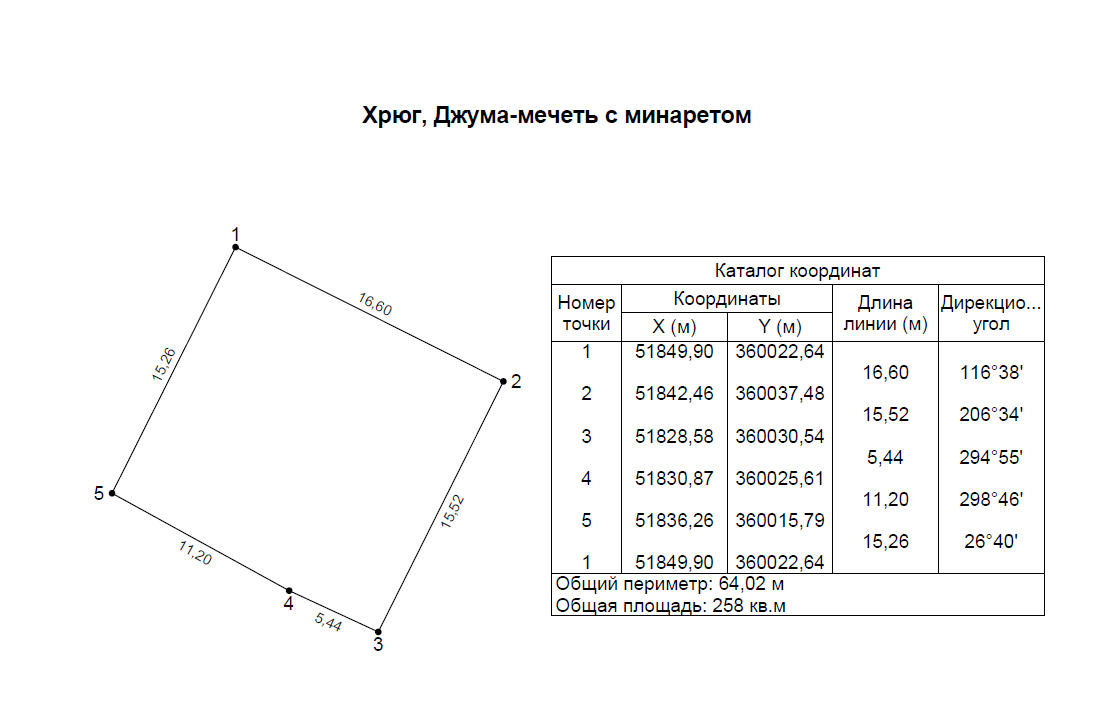 Хрюг, Джума-мечеть с минаретом
1
16,60
2
15,26
15,52
5
11,20
4
5,44
3
Каталог координат
Номер точки
Координаты
X (м)
Y (м)
Длина линии (м)
Дирекцио... угол
1 51849,90 360022,64
16,60 116°38'
2 51842,46 360037,48
15,52 206°34'
3 51828,58 360030,54
5,44 294°55'
4 51830,87 360025,61
11,20 298°46'
5 51836,26 360015,79
15,26 26°40'
1 51849,90 360022,64
Общий периметр: 64,02 м
Общая площадь: 258 кв.м